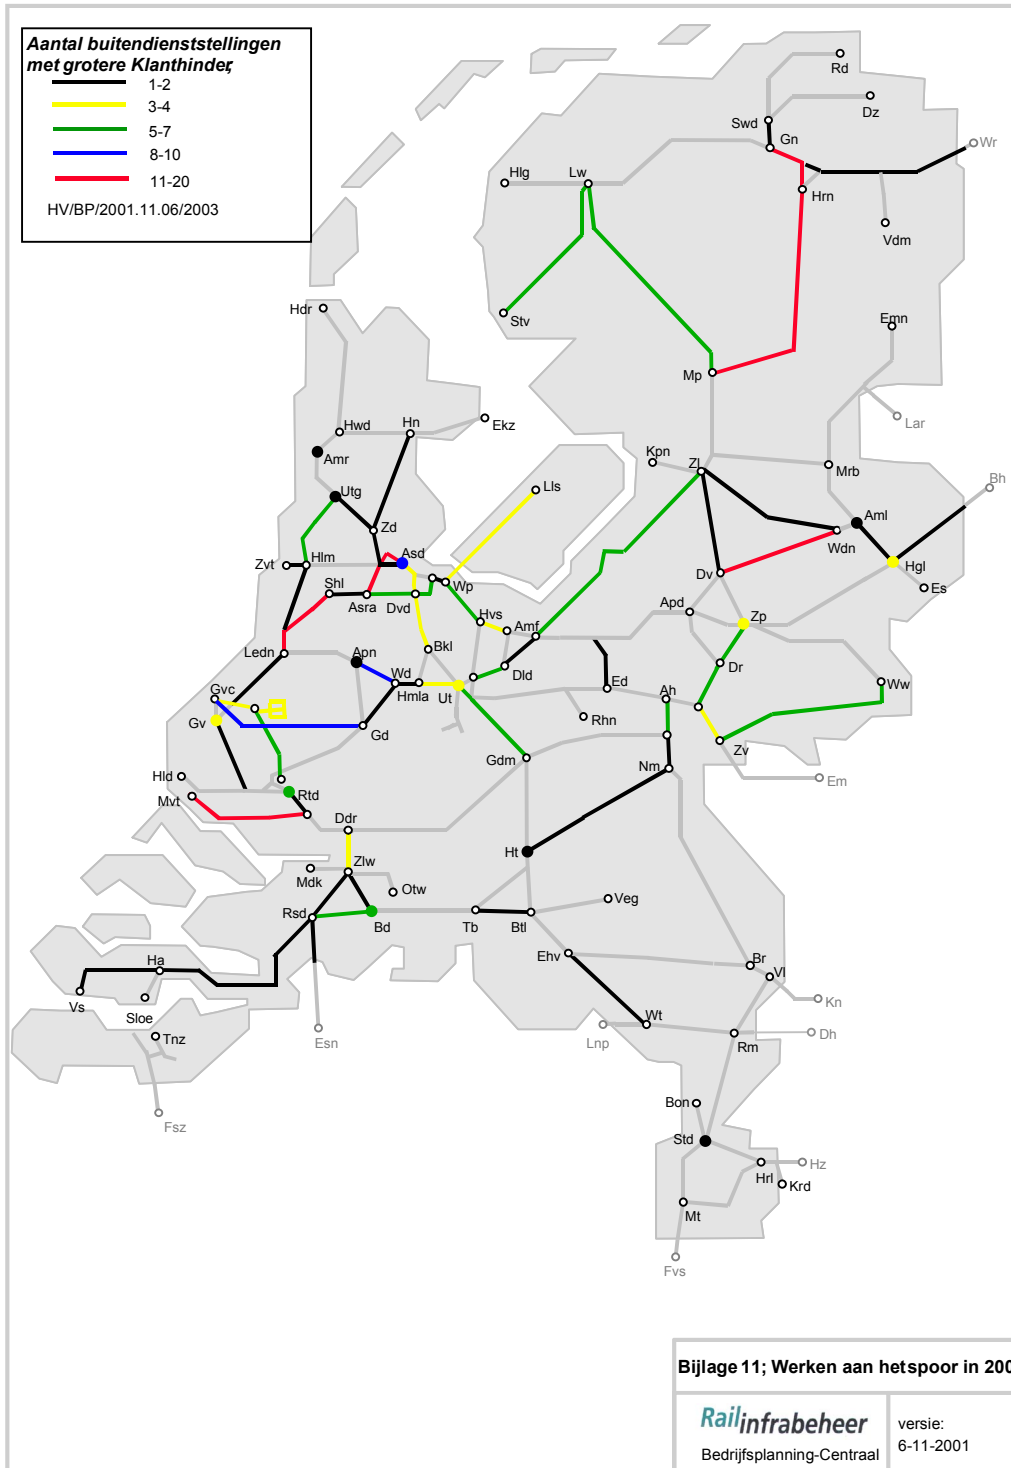 Aantal buitendienststellingen
met grotere Klanthinder;
1-2
3-4
5-7
8-10
11-20
HV/BP/2001.11.06/2003
Rd
Dz
Swd
Gn
Wr
Hlg
Lw
Hrn
Vdm
Hdr
Stv
Emn
Mp
Lar
Hwd
Hn
Ekz
Amr
Kpn
Zl
Mrb
Bh
Utg
Lls
Aml
Zd
Wdn
Zvt
Hlm
Asd
Hgl
Shl
Asra
Dvd
Wp
Dv
Es
Hvs
Amf
Apd
Zp
Ledn
Apn
Bkl
Dld
Dr
Gvc
Wd
Hmla
Ut
Ed
Ah
Ww
Gv
Gd
Rhn
Zv
Hld
Gdm
Nm
Em
Mvt
Rtd
Ddr
Ht
Zlw
Mdk
Otw
Veg
Rsd
Bd
Tb
Btl
Ha
Ehv
Br
Vl
Vs
Sloe
Kn
Tnz
Esn
Lnp
Wt
Rm
Dh
Fsz
Bon
Std
Hz
Hrl
Krd
Mt
Fvs
Bijlage 11; Werken aan hetspoor in 200
Railinfrabeheer
Bedrijfsplanning-Centraal
versie:
6-11-2001